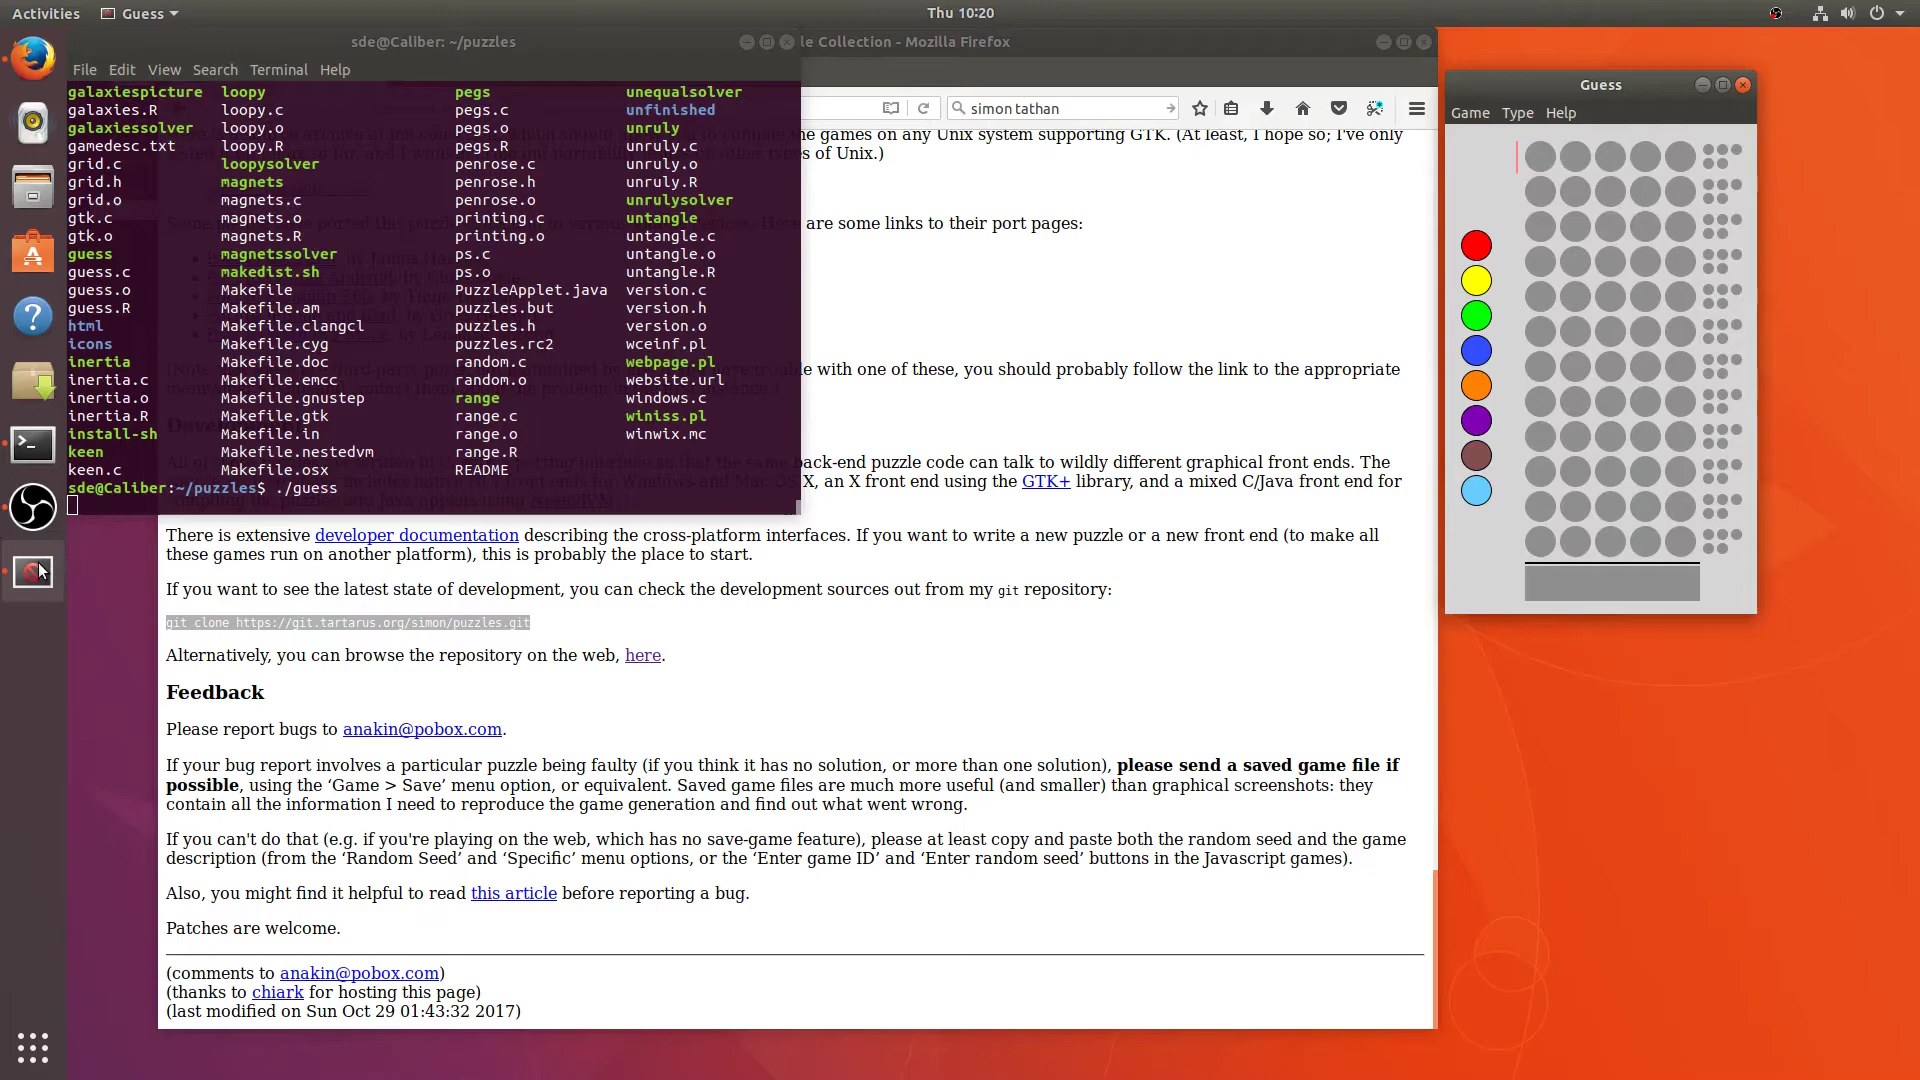 Activities
Guess
Thu 10:20
sde@Caliber: ~/puzzles
le Collection - Mozilla Firefox
File Edit View Search Terminal Help
simon tathan
galaxiespicture loopy pegs unequalsolver
galaxies.R loopy.c pegs.c unfinished
galaxiessolver loopy.o pegs.o unruly
gamedesc.txt loopy.R pegs.R unruly.c
grid.c loopysolver penrose.c unruly.o
grid.h magnets penrose.h unruly.R
grid.o magnets.c penrose.o unrulysolver
gtk.c magnets.o printing.c untangle
gtk.o magnets.R printing.o untangle.c
guess magnetssolver ps.c untangle.o
guess.c makedist.sh ps.o untangle.R
guess.o Makefile PuzzleApplet.java version.c
guess.R Makefile.am puzzles.but version.h
html Makefile.clangcl puzzles.h version.o
icons Makefile.cyg puzzles.rc2 wceinf.pl
inertia Makefile.doc random.c webpage.pl
inertia.c Makefile.emcc random.o website.url
inertia.o Makefile.gnustep range windows.c
inertia.R Makefile.gtk range.c winiss.pl
install-sh Makefile.in range.o winwix.mc
keen Makefile.nestedvm range.R
keen.c Makefile.osx README
sde@Caliber:~/puzzles$ ./guess
the games on any Unix system supporting GTK. (At least, I hope so; I've only
es of Unix.)
are some links to their port pages:
with one of these, you should probably follow the link to the appropriate
back-end puzzle code can talk to wildly different graphical front ends. The
X, an X front end using the GTK+ library, and a mixed C/Java front end for
There is extensive developer documentation describing the cross-platform interfaces. If you want to write a new puzzle or a new front end (to make all
these games run on another platform), this is probably the place to start.
If you want to see the latest state of development, you can check the development sources out from my git repository:
git clone https://git.tartarus.org/simon/puzzles.git
Alternatively, you can browse the repository on the web, here.
Feedback
Please report bugs to anakin@pobox.com.
If your bug report involves a particular puzzle being faulty (if you think it has no solution, or more than one solution), please send a saved game file if
possible, using the ‘Game > Save’ menu option, or equivalent. Saved game files are much more useful (and smaller) than graphical screenshots: they
contain all the information I need to reproduce the game generation and find out what went wrong.
If you can't do that (e.g. if you're playing on the web, which has no save-game feature), please at least copy and paste both the random seed and the game
description (from the ‘Random Seed’ and ‘Specific’ menu options, or the ‘Enter game ID’ and ‘Enter random seed’ buttons in the Javascript games).
Also, you might find it helpful to read this article before reporting a bug.
Patches are welcome.
(comments to anakin@pobox.com)
(thanks to chiark for hosting this page)
(last modified on Sun Oct 29 01:43:32 2017)
Guess
Game Type Help